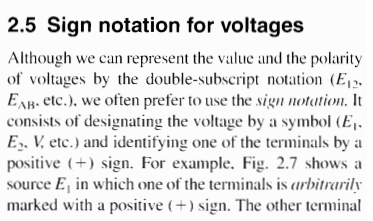 2.5 Sign notation for voltages
Although we can represent the value and the polarity
of voltages by the double-subscript notation (E₁₂,
E_AB, etc.), we often prefer to use the sign notation. It
consists of designating the voltage by a symbol (E₁,
E₂, V, etc.) and identifying one of the terminals by a
positive (+) sign. For example, Fig. 2.7 shows a
source E₁ in which one of the terminals is arbitrarily
marked with a positive (+) sign. The other terminal